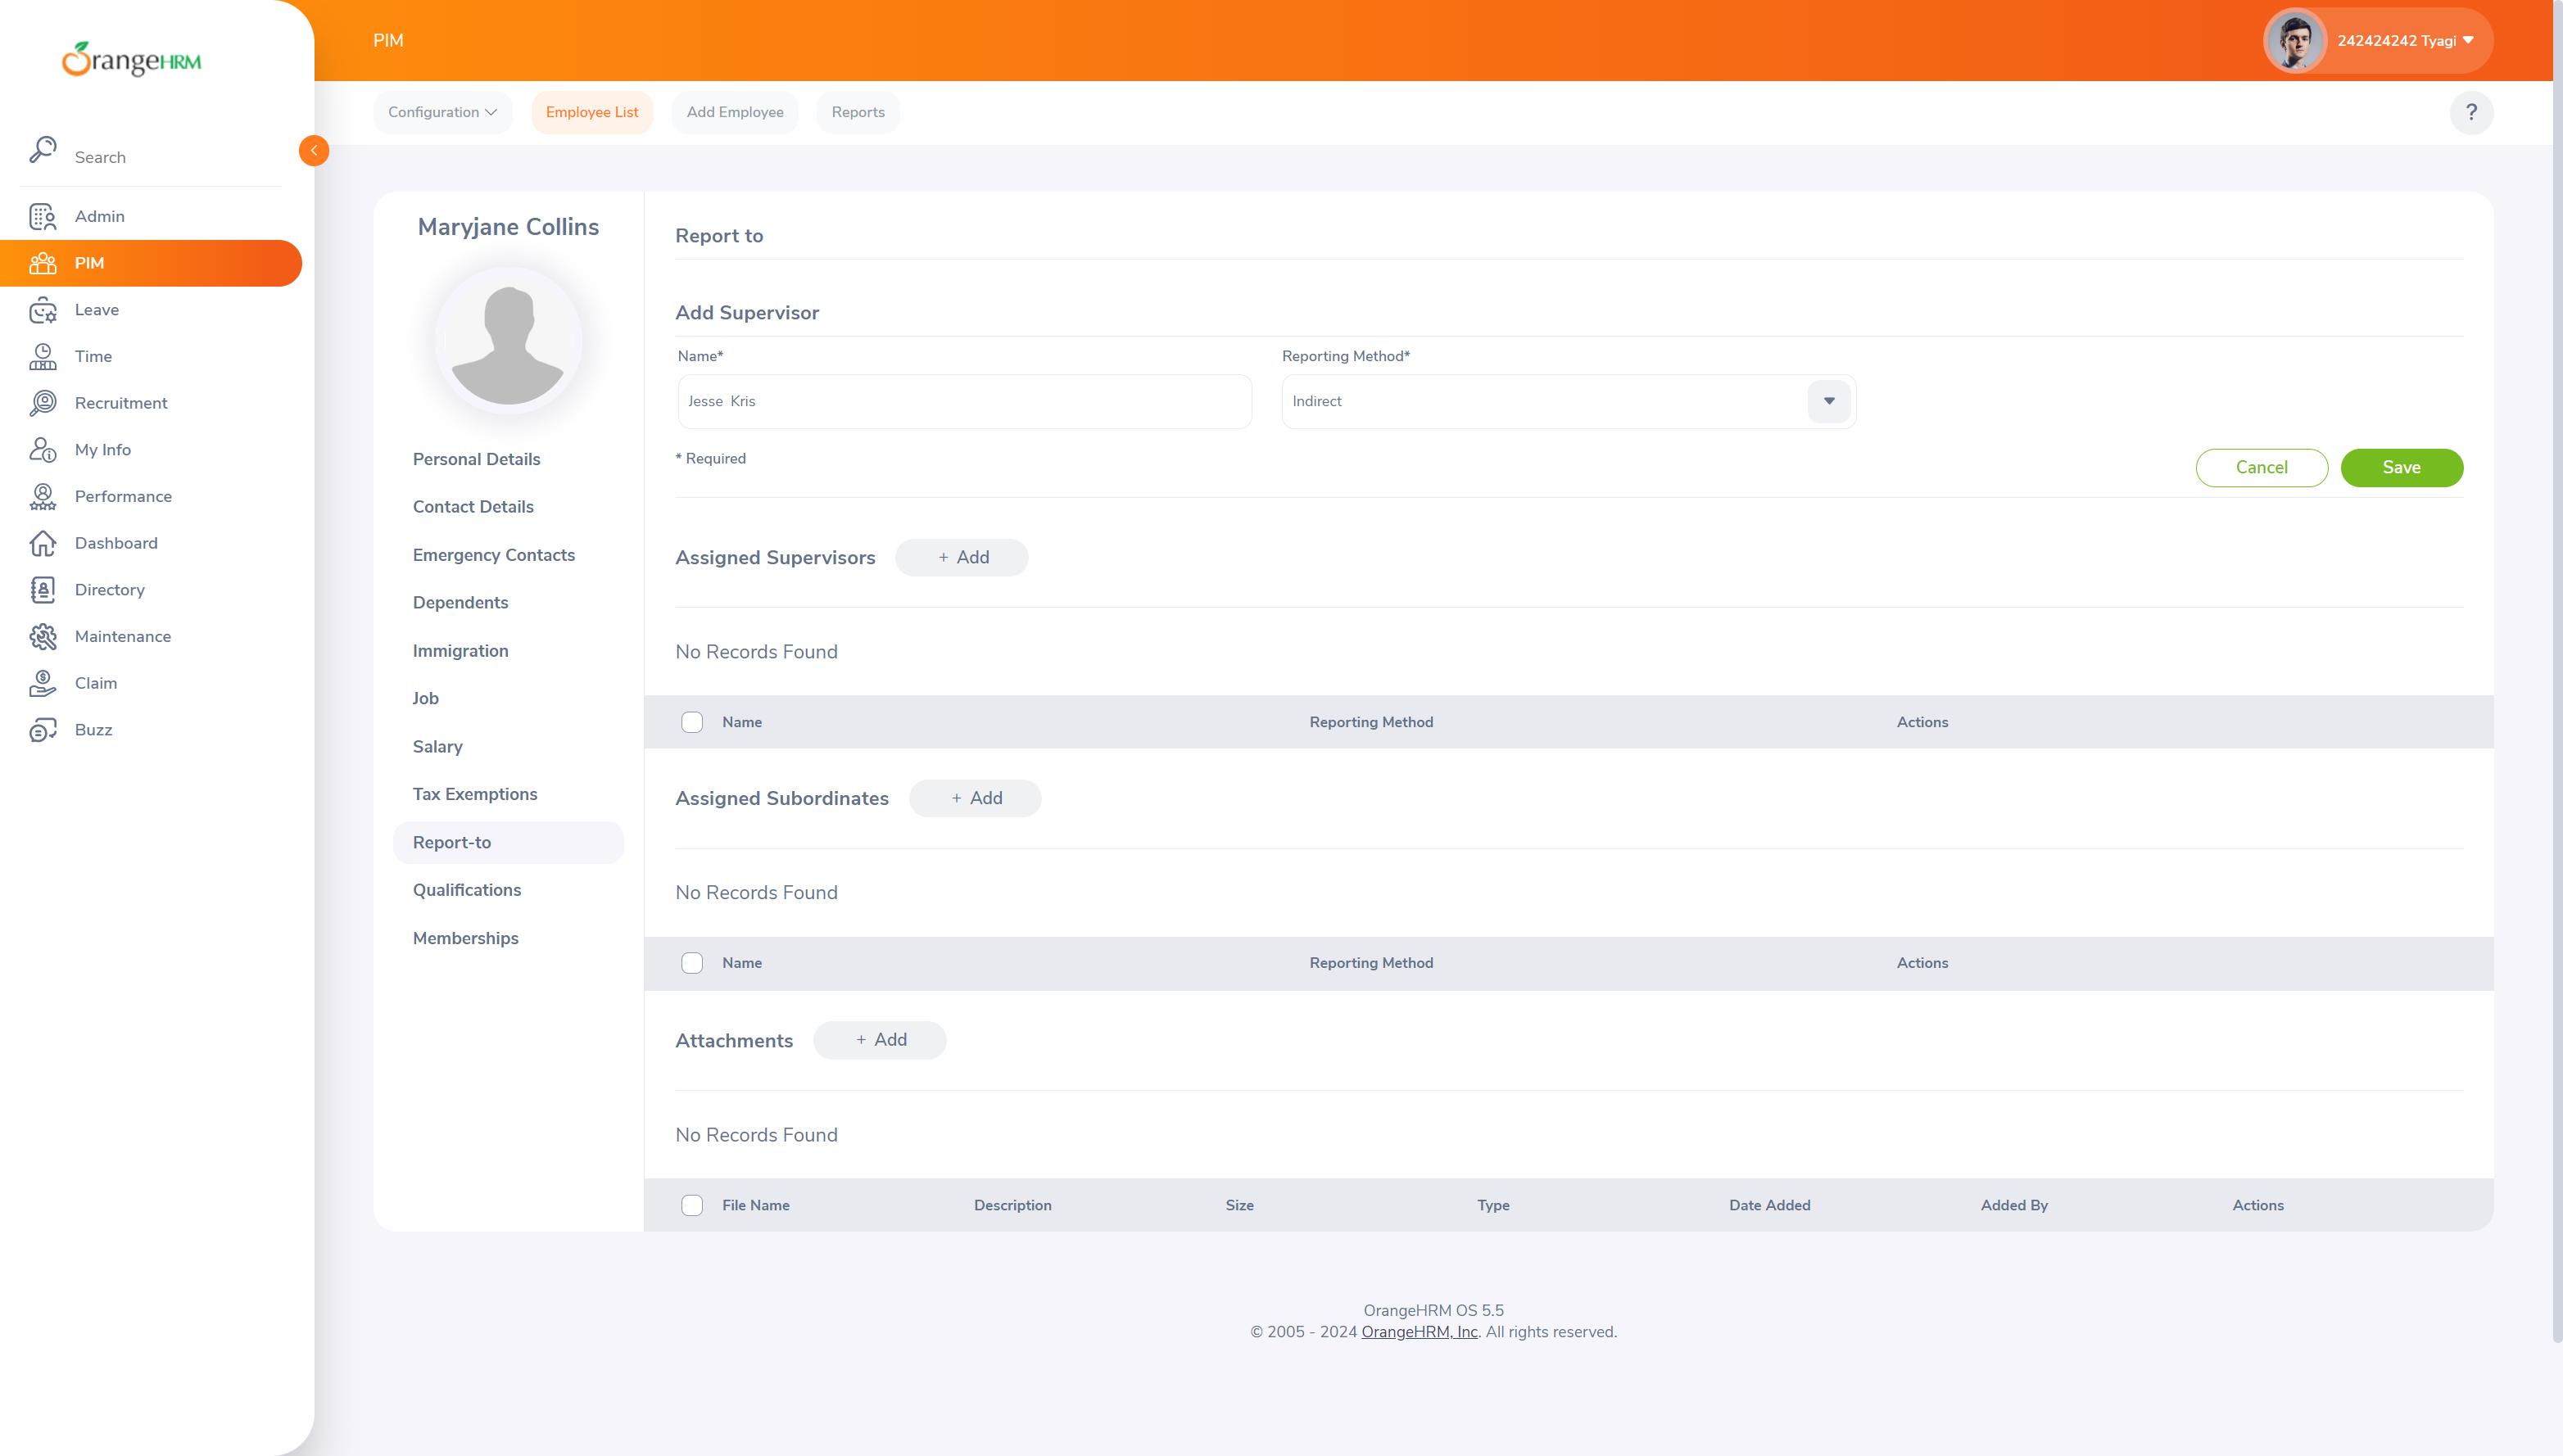 OrangeHRM
Search
Admin
PIM
Leave
Time
Recruitment
My Info
Performance
Dashboard
Directory
Maintenance
Claim
Buzz
PIM
242424242 Tyagi
Configuration
Employee List
Add Employee
Reports
?
Maryjane Collins
Personal Details
Contact Details
Emergency Contacts
Dependents
Immigration
Job
Salary
Tax Exemptions
Report-to
Qualifications
Memberships
Report to
Add Supervisor
Name* Reporting Method*
Jesse  Kris Indirect
* Required
Cancel Save
Assigned Supervisors + Add
No Records Found
Name Reporting Method Actions
Assigned Subordinates + Add
No Records Found
Name Reporting Method Actions
Attachments + Add
No Records Found
File Name Description Size Type Date Added Added By Actions
OrangeHRM OS 5.5
© 2005 - 2024 OrangeHRM, Inc. All rights reserved.